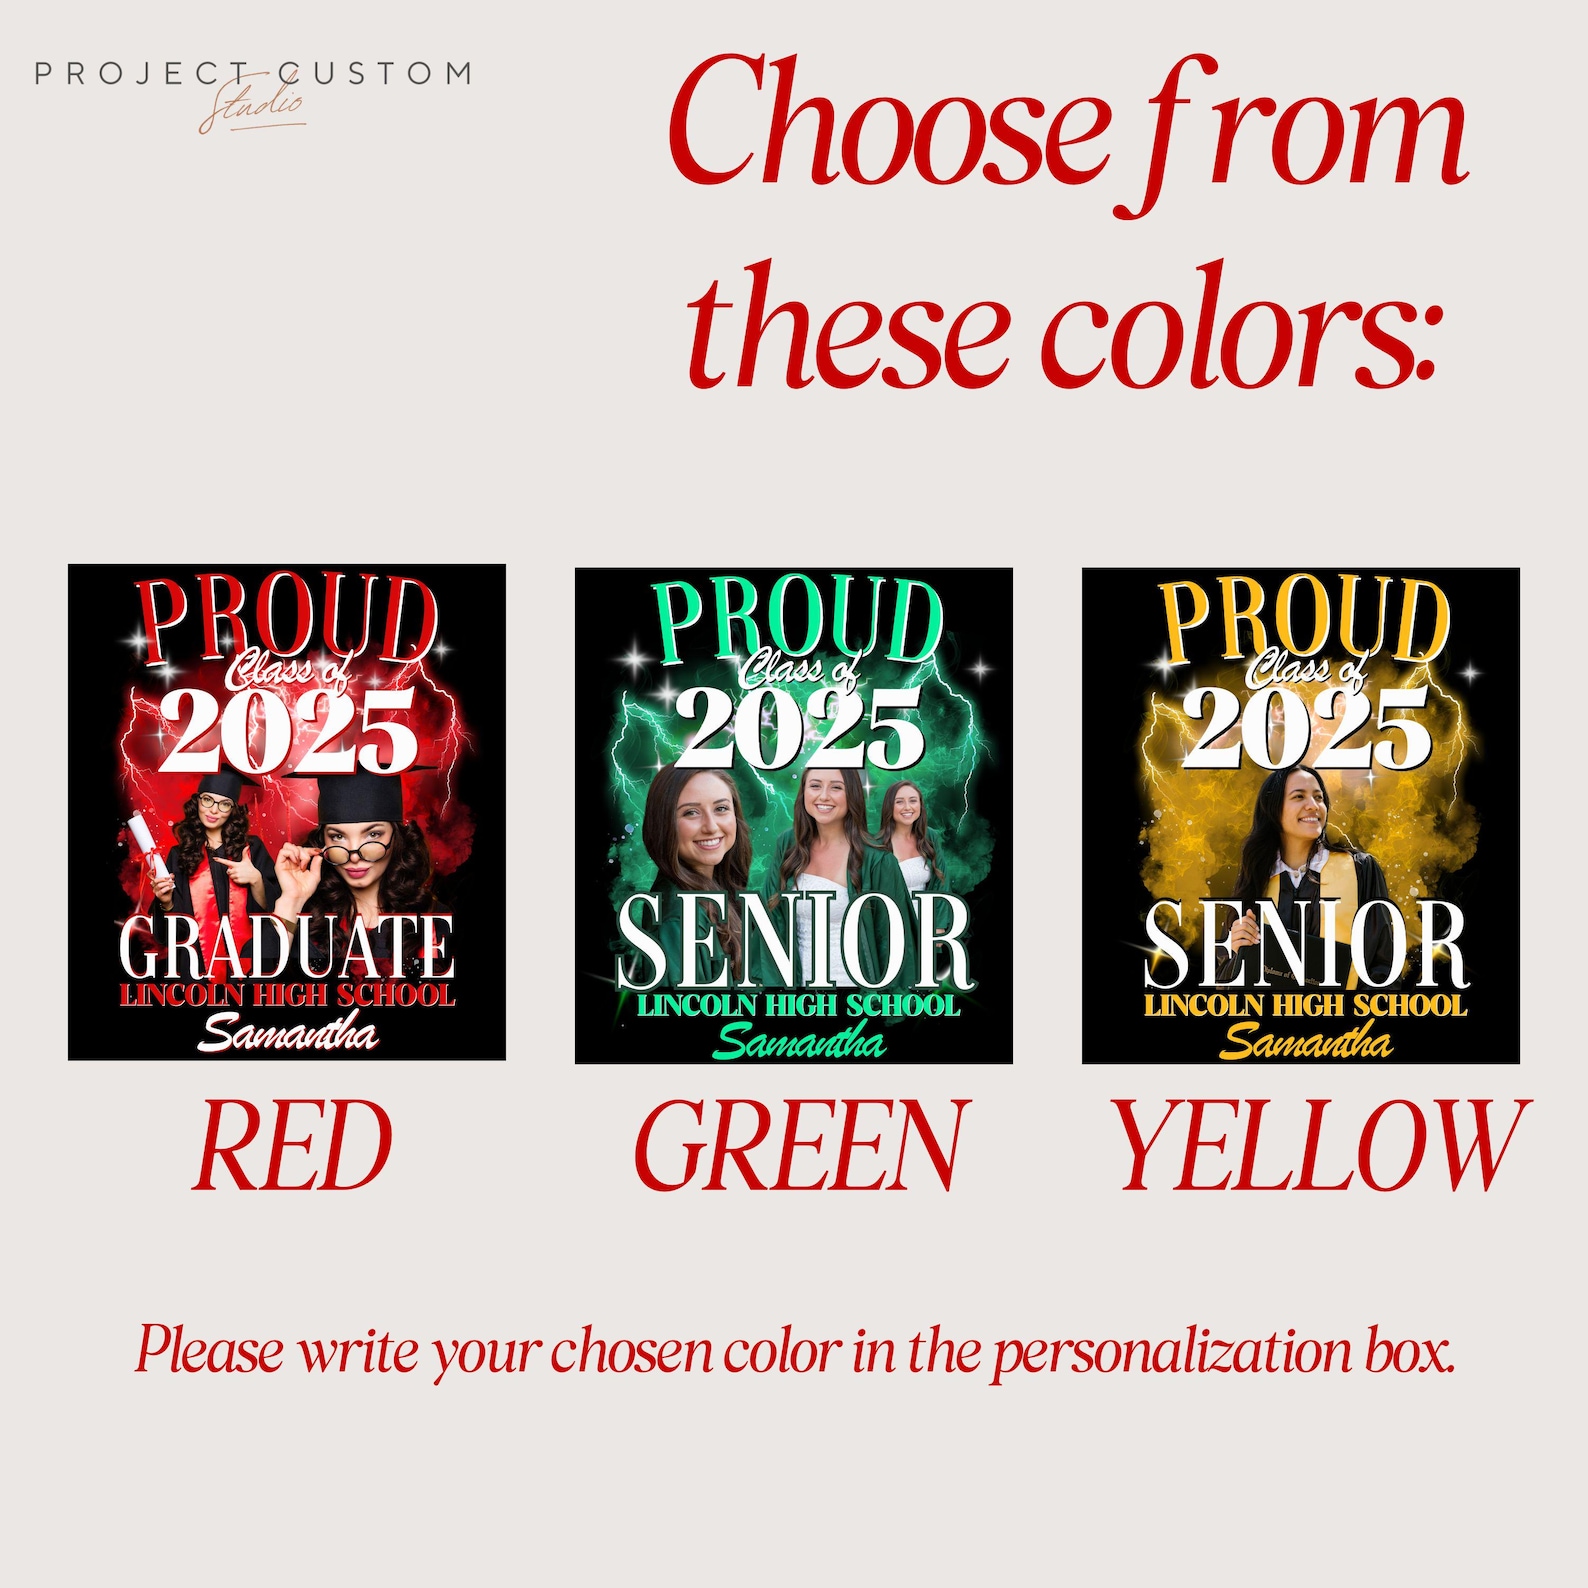 PROJECT CUSTOM
Studio
Choose from
these colors:
PROUD
Class of
2025
GRADUATE
LINCOLN HIGH SCHOOL
Samantha
RED
PROUD
Class of
2025
SENIOR
LINCOLN HIGH SCHOOL
Samantha
GREEN
PROUD
Class of
2025
SENIOR
LINCOLN HIGH SCHOOL
Samantha
YELLOW
Please write your chosen color in the personalization box.